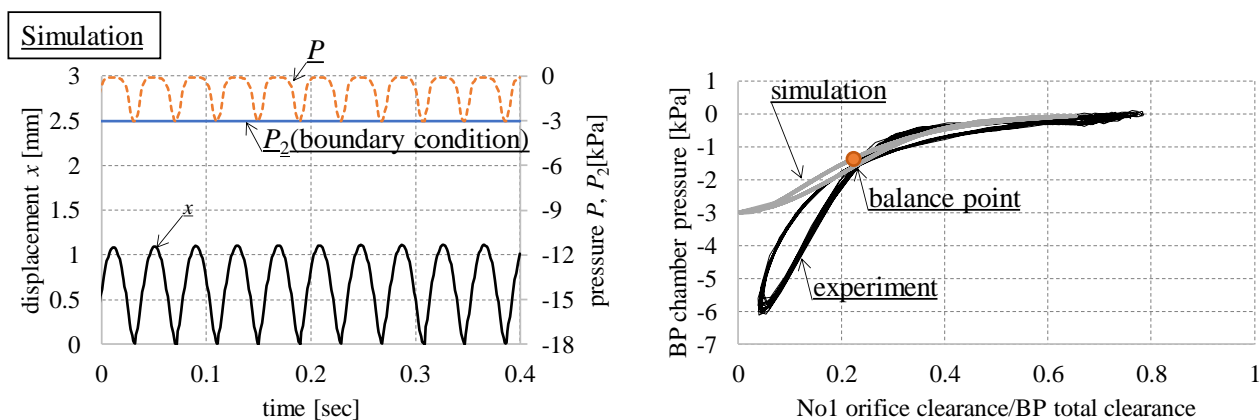 Simulation
displacement x [mm]
3
2.5
2
1.5
1
0.5
0
P
P2(boundary condition)
x
0
-3
-6
-9
-12
-15
-18
pressure P, P2[kPa]
0
0.1
0.2
0.3
0.4
time [sec]
BP chamber pressure [kPa]
1
0
-1
-2
-3
-4
-5
-6
-7
simulation
balance point
experiment
0
0.2
0.4
0.6
0.8
1
No1 orifice clearance/BP total clearance